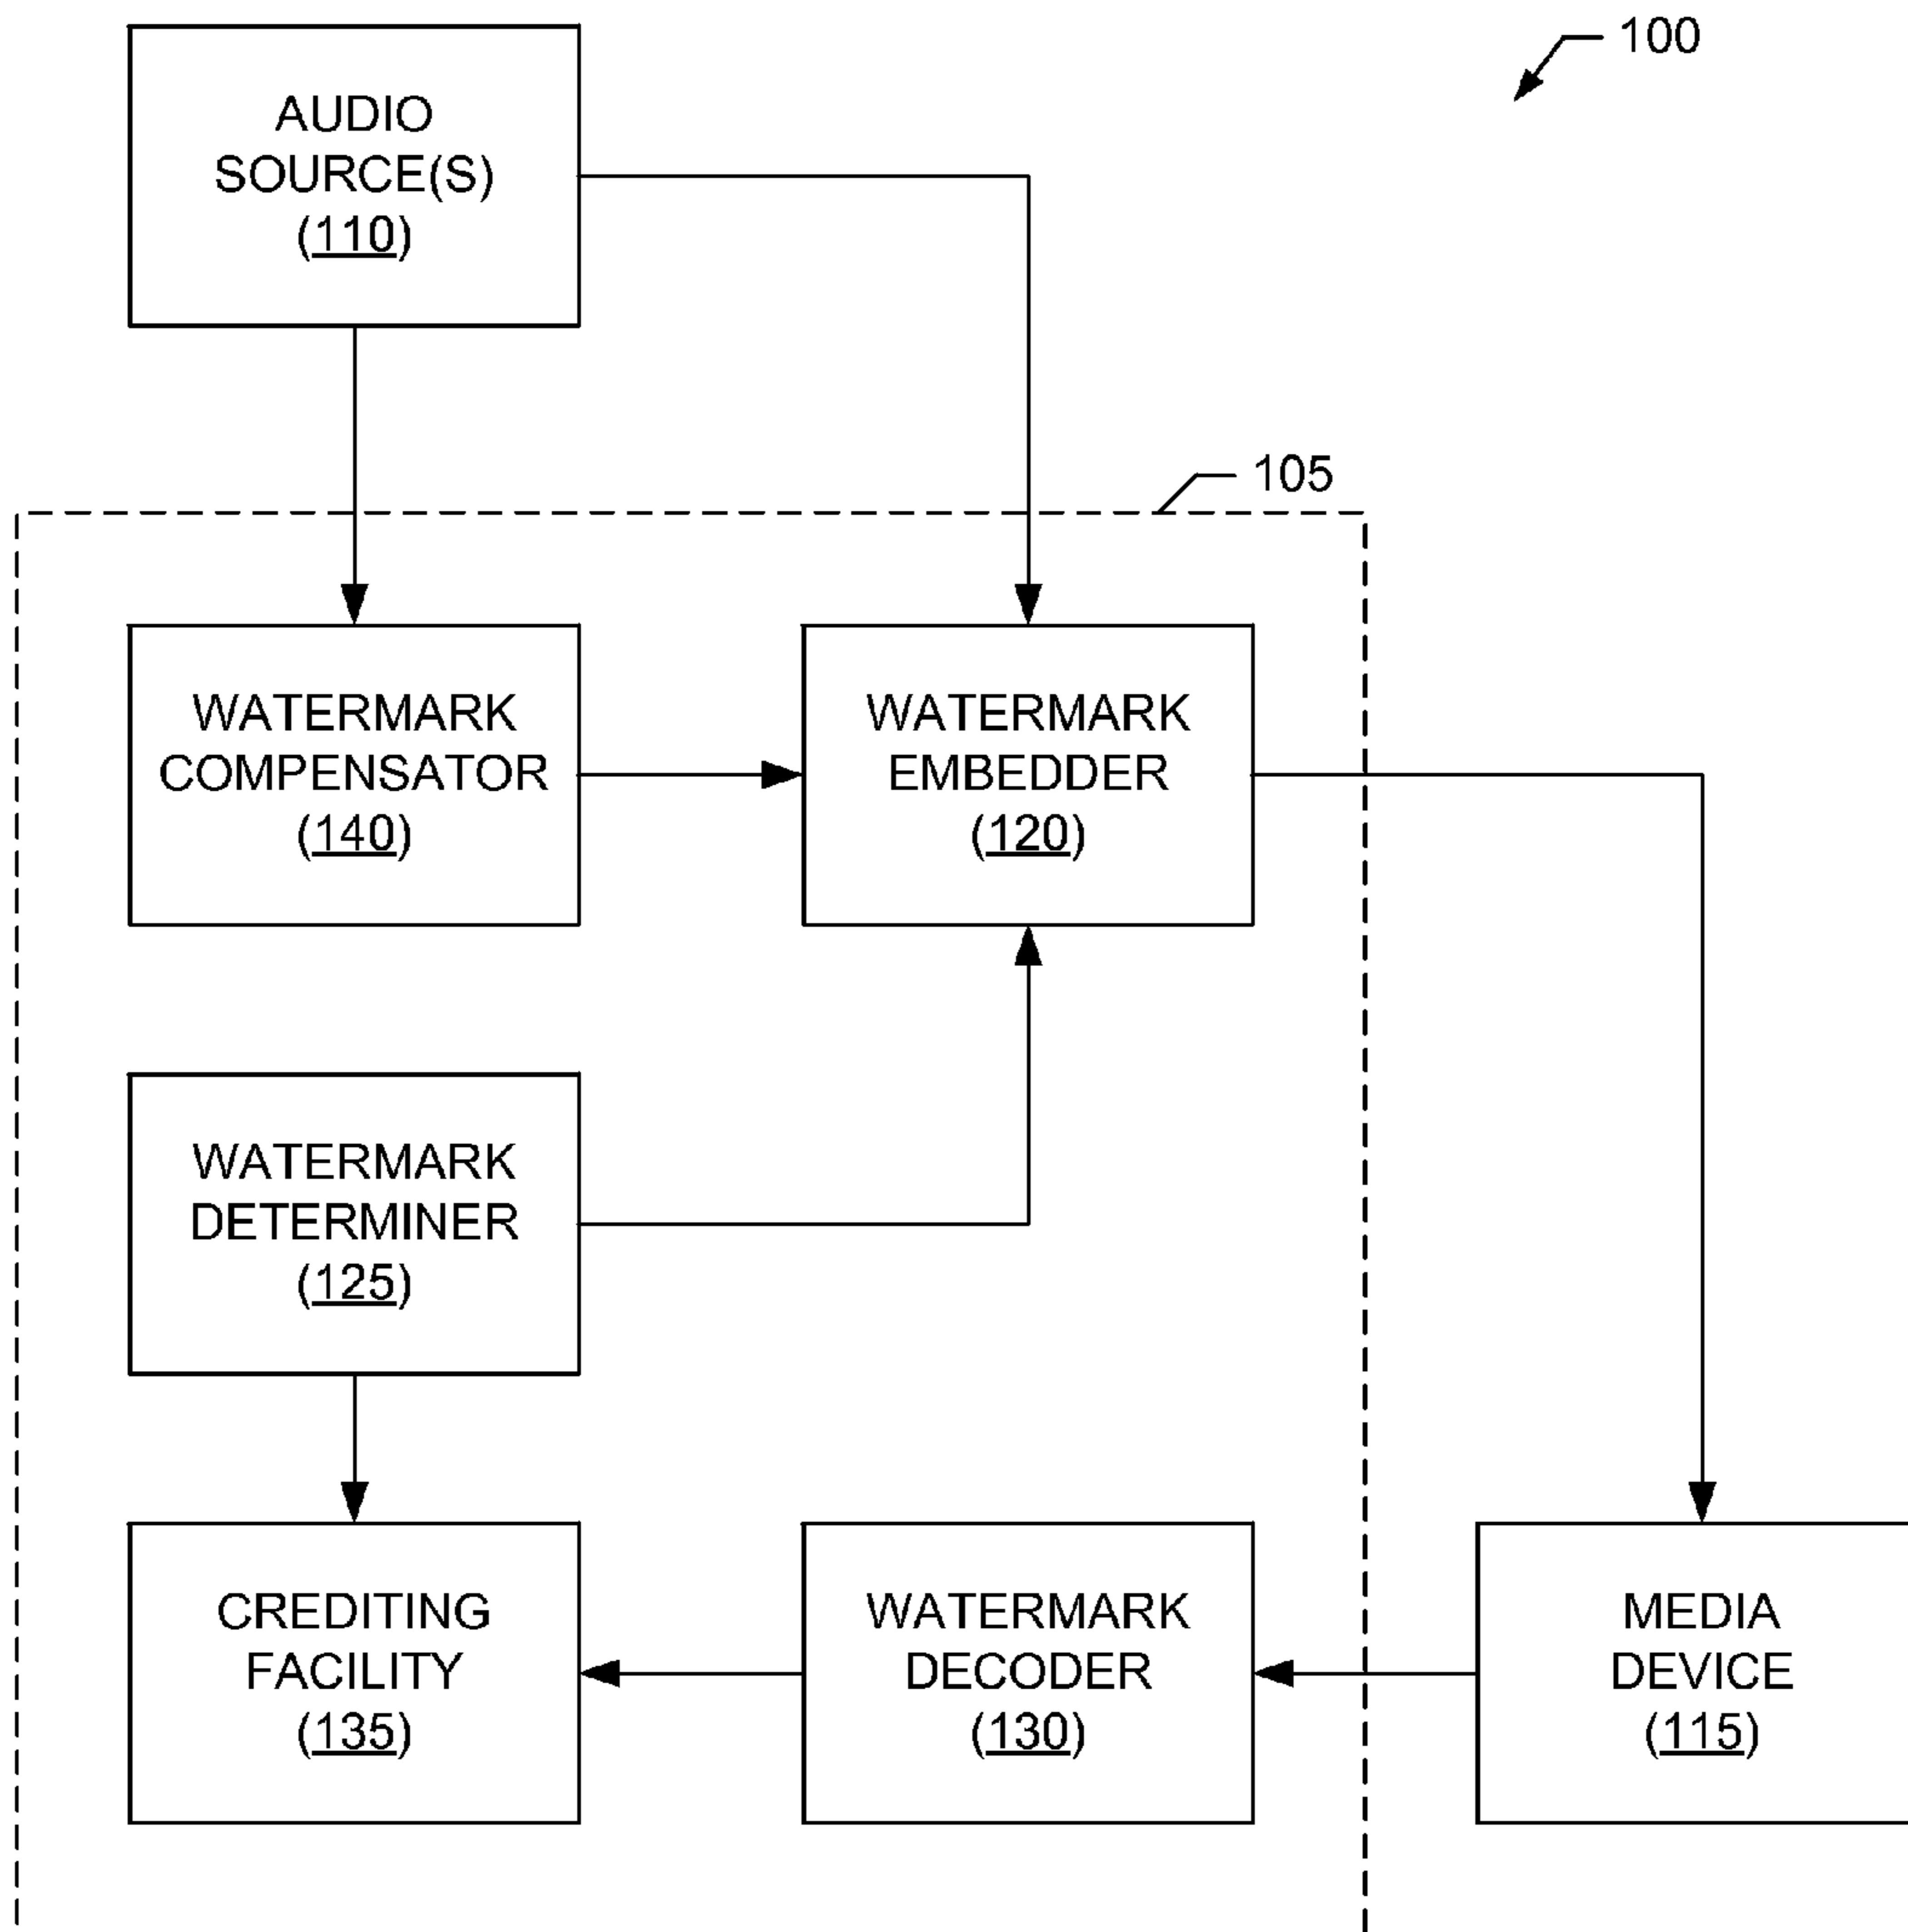 100
AUDIO
SOURCE(S)
(110)
105
WATERMARK
COMPENSATOR
(140)
WATERMARK
EMBEDDER
(120)
WATERMARK
DETERMINER
(125)
CREDITING
FACILITY
(135)
WATERMARK
DECODER
(130)
MEDIA
DEVICE
(115)